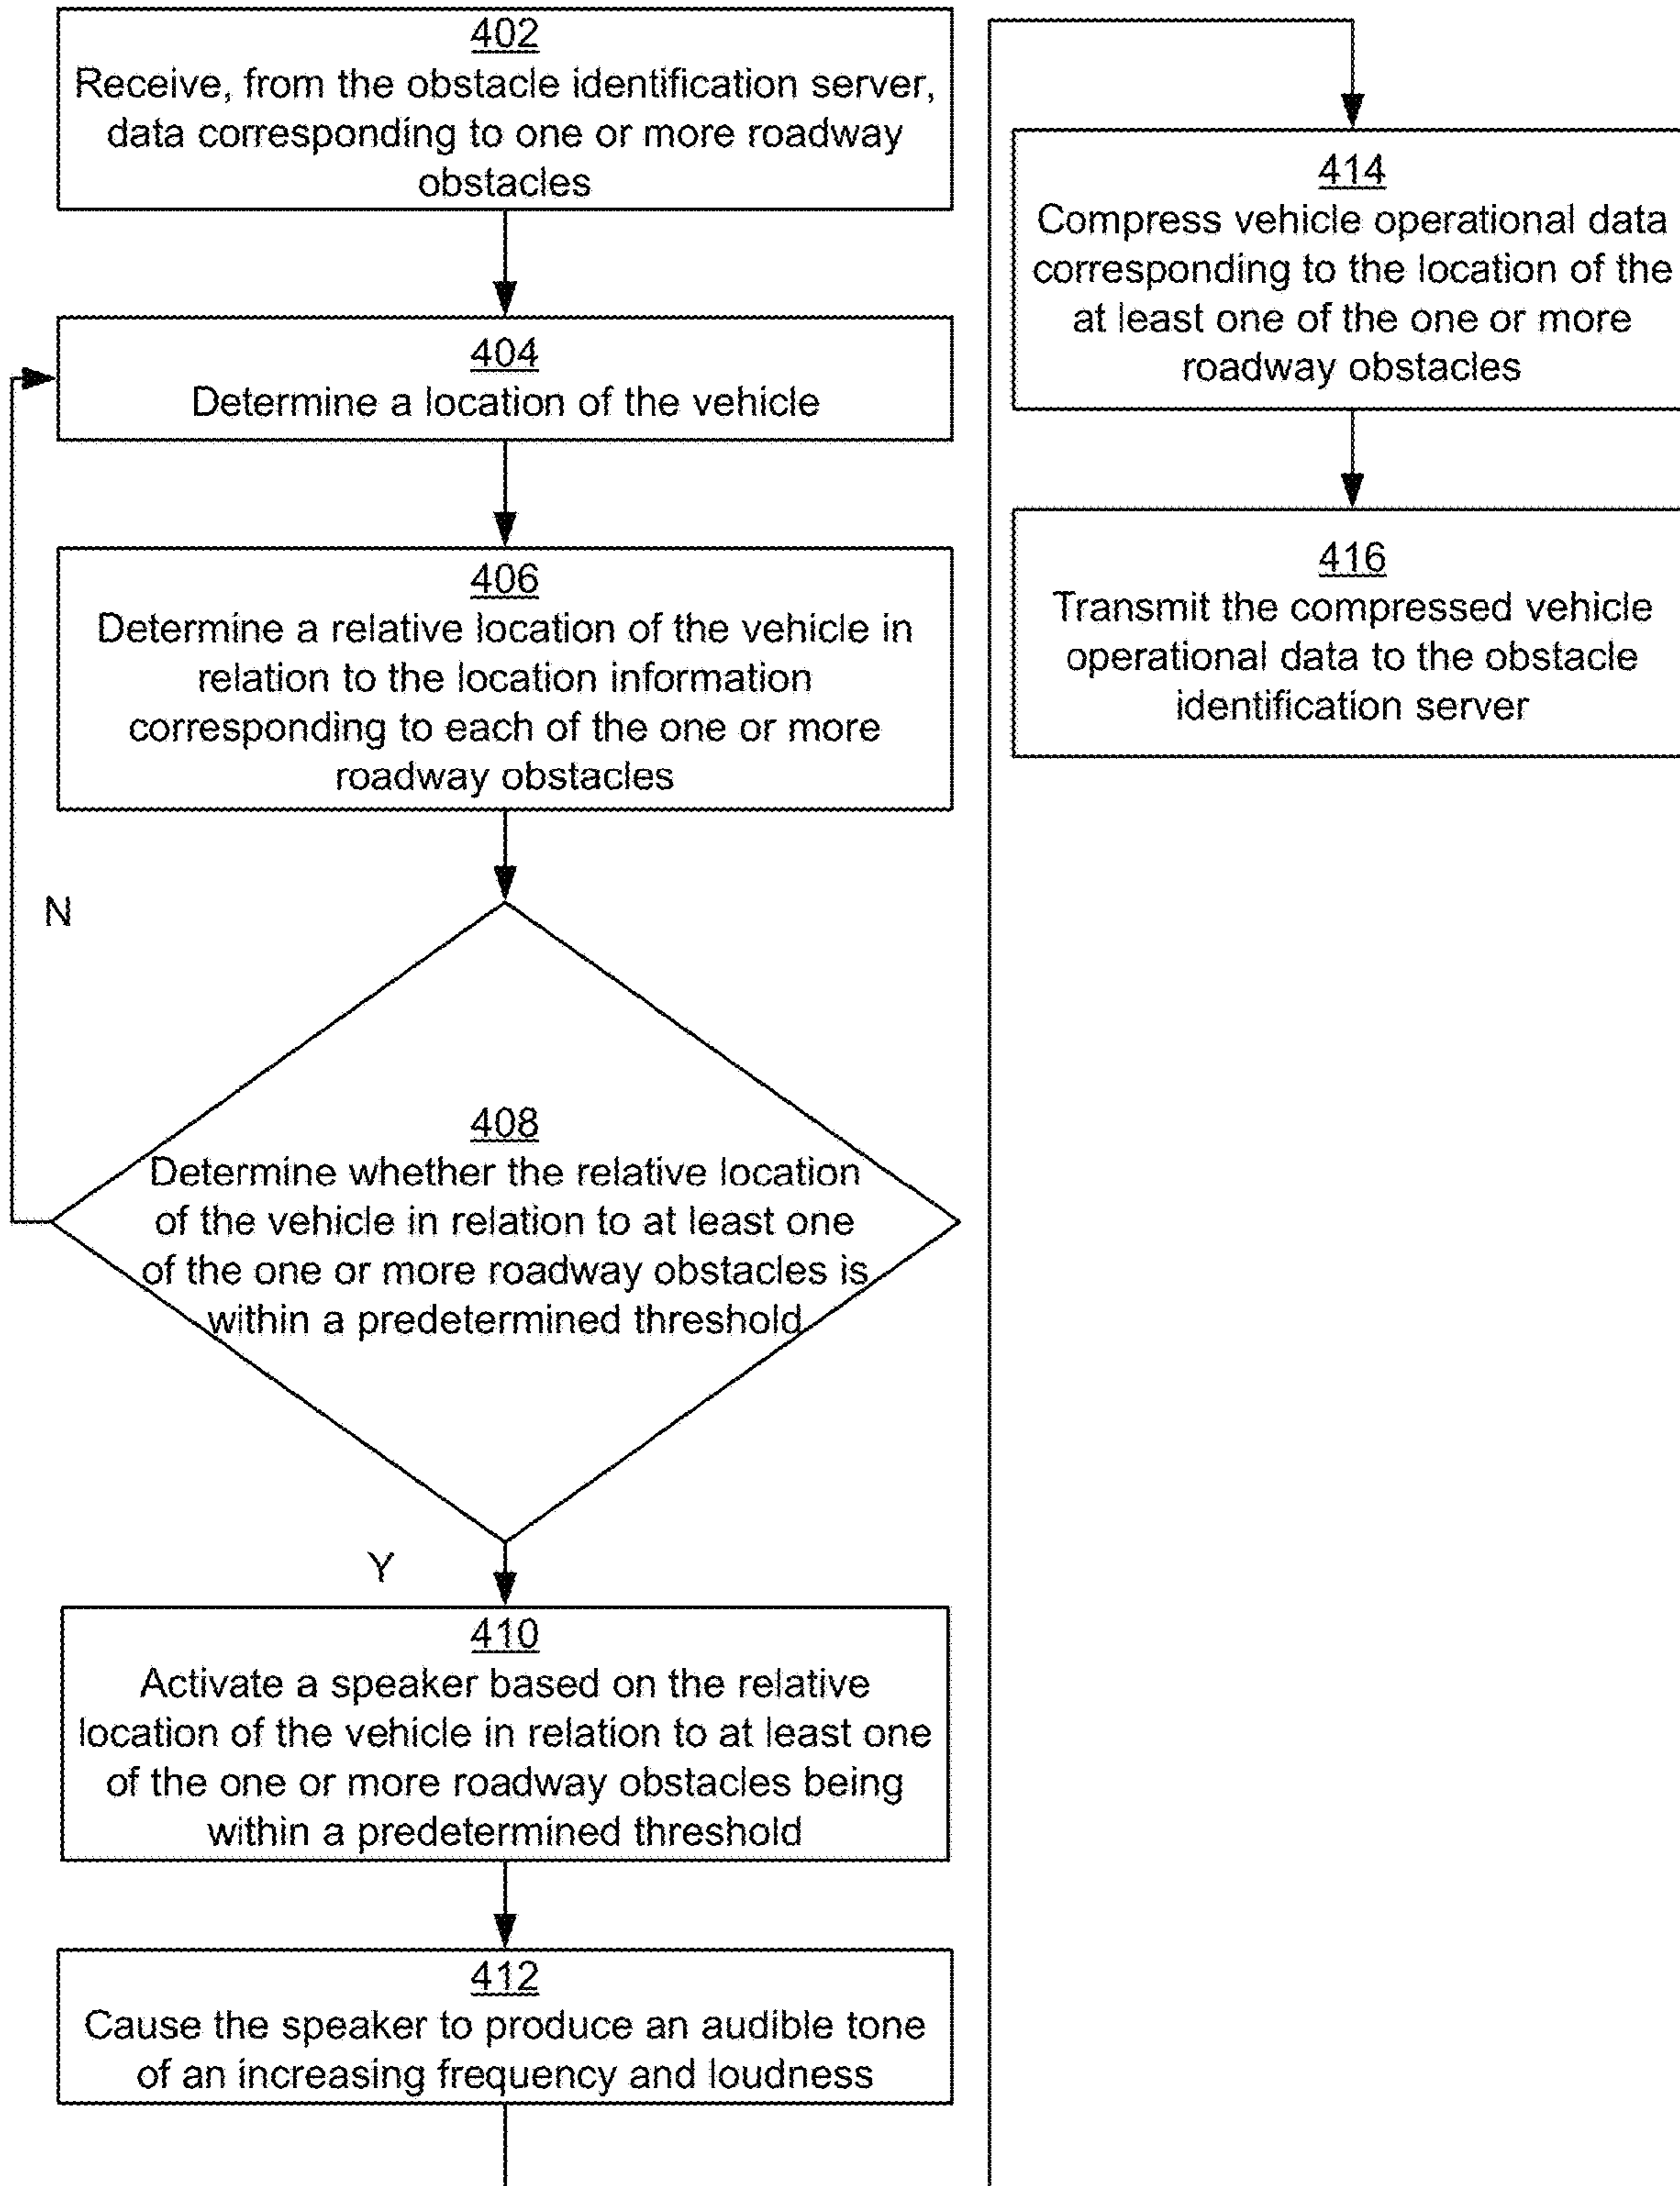 402
Receive, from the obstacle identification server,
data corresponding to one or more roadway
obstacles
404
Determine a location of the vehicle
406
Determine a relative location of the vehicle in
relation to the location information
corresponding to each of the one or more
roadway obstacles
N
408
Determine whether the relative location
of the vehicle in relation to at least one
of the one or more roadway obstacles is
within a predetermined threshold
Y
410
Activate a speaker based on the relative
location of the vehicle in relation to at least one
of the one or more roadway obstacles being
within a predetermined threshold
412
Cause the speaker to produce an audible tone
of an increasing frequency and loudness
414
Compress vehicle operational data
corresponding to the location of the
at least one of the one or more
roadway obstacles
416
Transmit the compressed vehicle
operational data to the obstacle
identification server